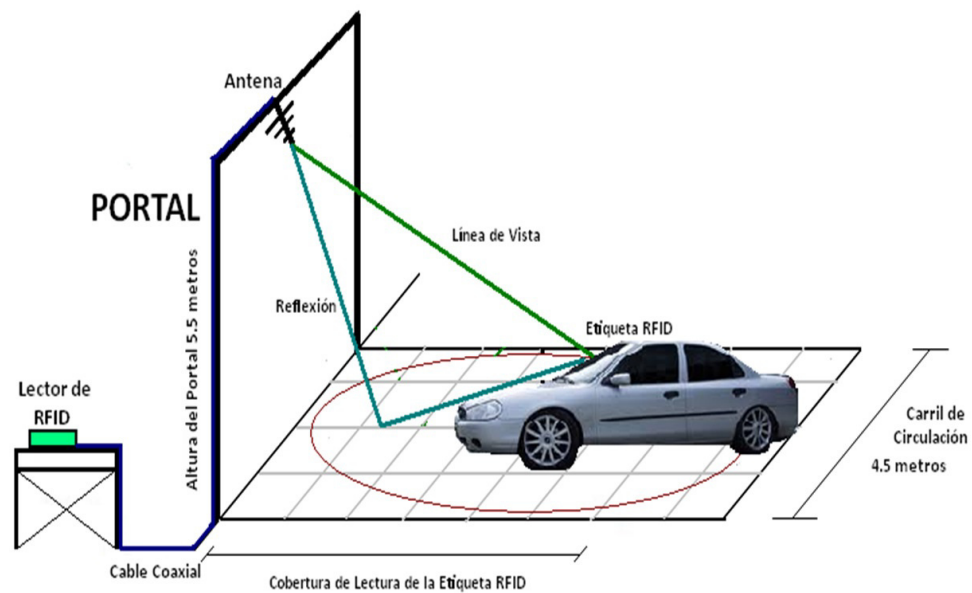 Antena
PORTAL
Altura del Portal 5.5 metros
Línea de Vista
Reflexión
Etiqueta RFID
Lector de
RFID
Carril de
Circulación
4.5 metros
Cable Coaxial
Cobertura de Lectura de la Etiqueta RFID